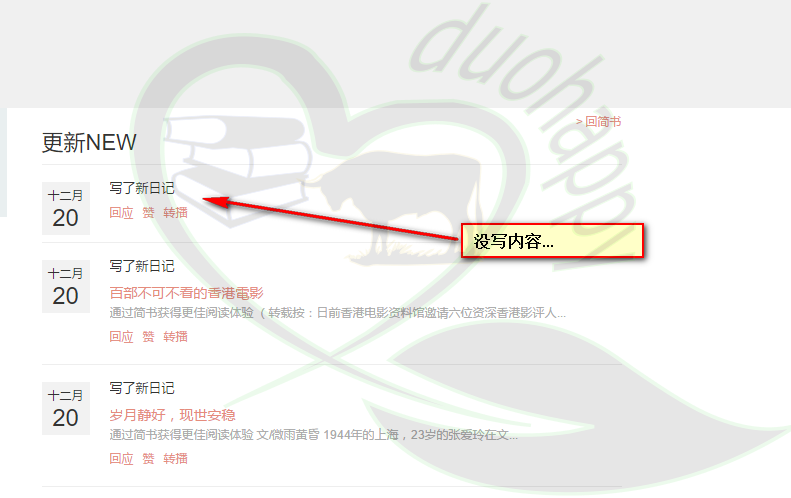 duohappy
> 回简书
更新NEW
十二月
20
写了新日记
回应 赞 转播
没写内容...
十二月
20
写了新日记
百部不可不看的香港電影
通过简书获得更佳阅读体验 （ 转载按：日前香港电影资料馆邀请六位资深香港影评人...
回应 赞 转播
十二月
20
写了新日记
岁月静好，现世安稳
通过简书获得更佳阅读体验 文/微雨黄昏 1944年的上海，23岁的张爱玲在文...
回应 赞 转播